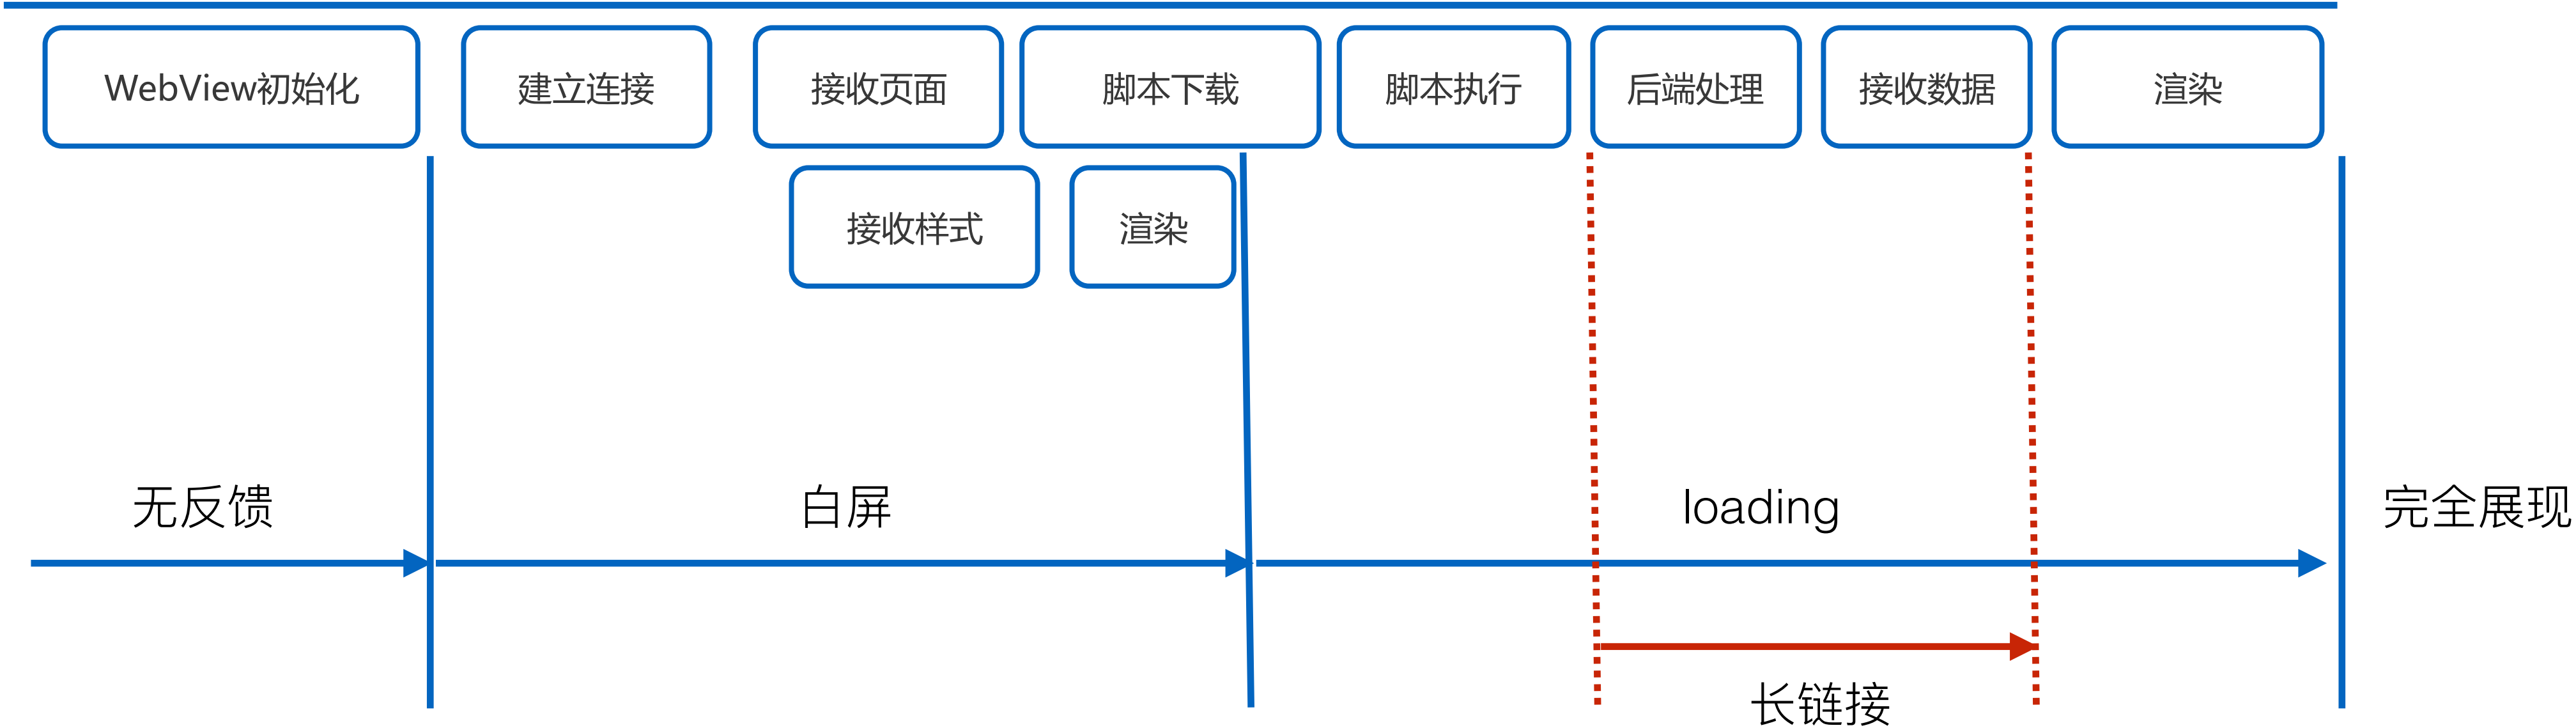 WebView初始化
建立连接
接收页面
脚本下载
脚本执行
后端处理
接收数据
渲染
接收样式
渲染
无反馈
白屏
loading
完全展现
长链接